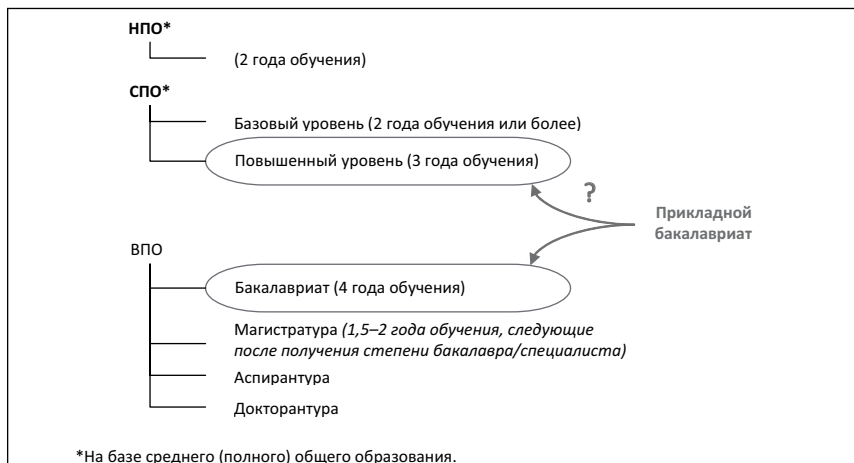 НПО*
(2 года обучения)
СПО*
Базовый уровень (2 года обучения или более)
Повышенный уровень (3 года обучения)
?
Прикладной
бакалавриат
ВПО
Бакалавриат (4 года обучения)
Магистратура (1,5–2 года обучения, следующие
после получения степени бакалавра/специалиста)
Аспирантура
Докторантура
*На базе среднего (полного) общего образования.